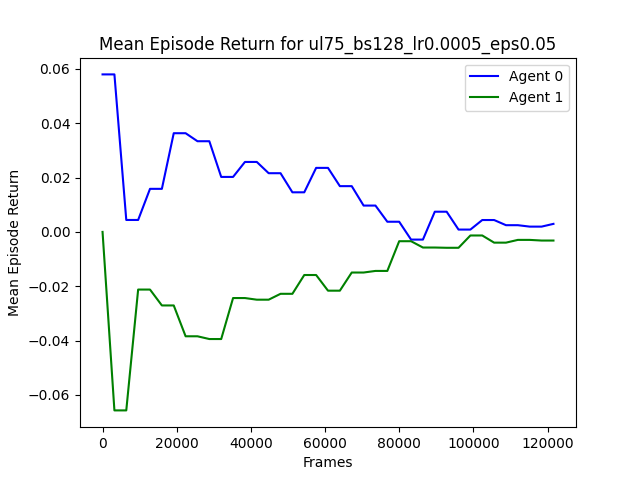 Mean Episode Return for ul75_bs128_lr0.0005_eps0.05
Agent 0
Agent 1
0.06
0.04
0.02
0.00
−0.02
−0.04
−0.06
Mean Episode Return
0 20000 40000 60000 80000 100000 120000
Frames